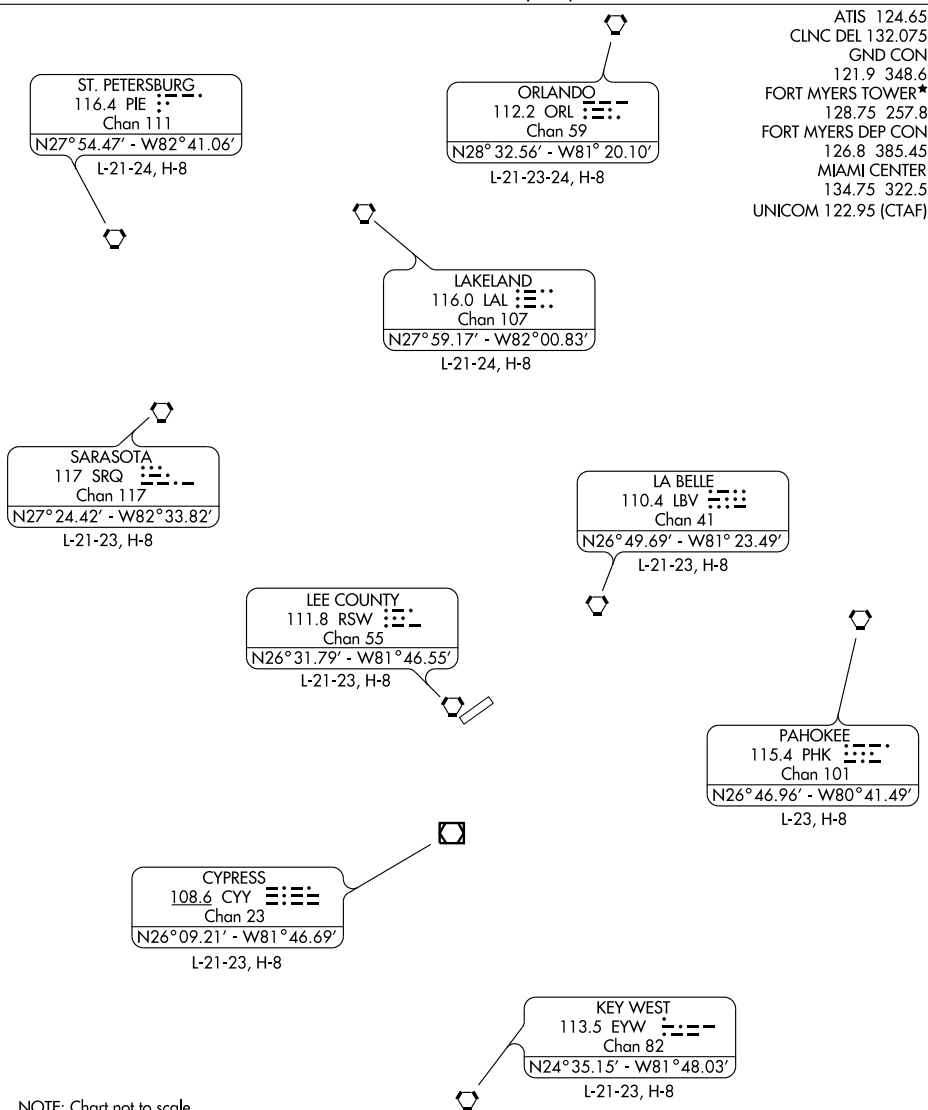 ATIS 124.65
CLNC DEL 132.075
GND CON
121.9 348.6
FORT MYERS TOWER★
128.75 257.8
FORT MYERS DEP CON
126.8 385.45
MIAMI CENTER
134.75 322.5
UNICOM 122.95 (CTAF)
ST. PETERSBURG
116.4 PIE
Chan 111
N27°54.47′ - W82°41.06′
L-21-24, H-8
ORLANDO
112.2 ORL
Chan 59
N28°32.56′ - W81°20.10′
L-21-23-24, H-8
LAKELAND
116.0 LAL
Chan 107
N27°59.17′ - W82°00.83′
L-21-24, H-8
SARASOTA
117 SRQ
Chan 117
N27°24.42′ - W82°33.82′
L-21-23, H-8
LA BELLE
110.4 LBV
Chan 41
N26°49.69′ - W81°23.49′
L-21-23, H-8
LEE COUNTY
111.8 RSW
Chan 55
N26°31.79′ - W81°46.55′
L-21-23, H-8
PAHOKEE
115.4 PHK
Chan 101
N26°46.96′ - W80°41.49′
L-23, H-8
CYPRESS
108.6 CYY
Chan 23
N26°09.21′ - W81°46.69′
L-21-23, H-8
KEY WEST
113.5 EYW
Chan 82
N24°35.15′ - W81°48.03′
L-21-23, H-8
NOTE: Chart not to scale